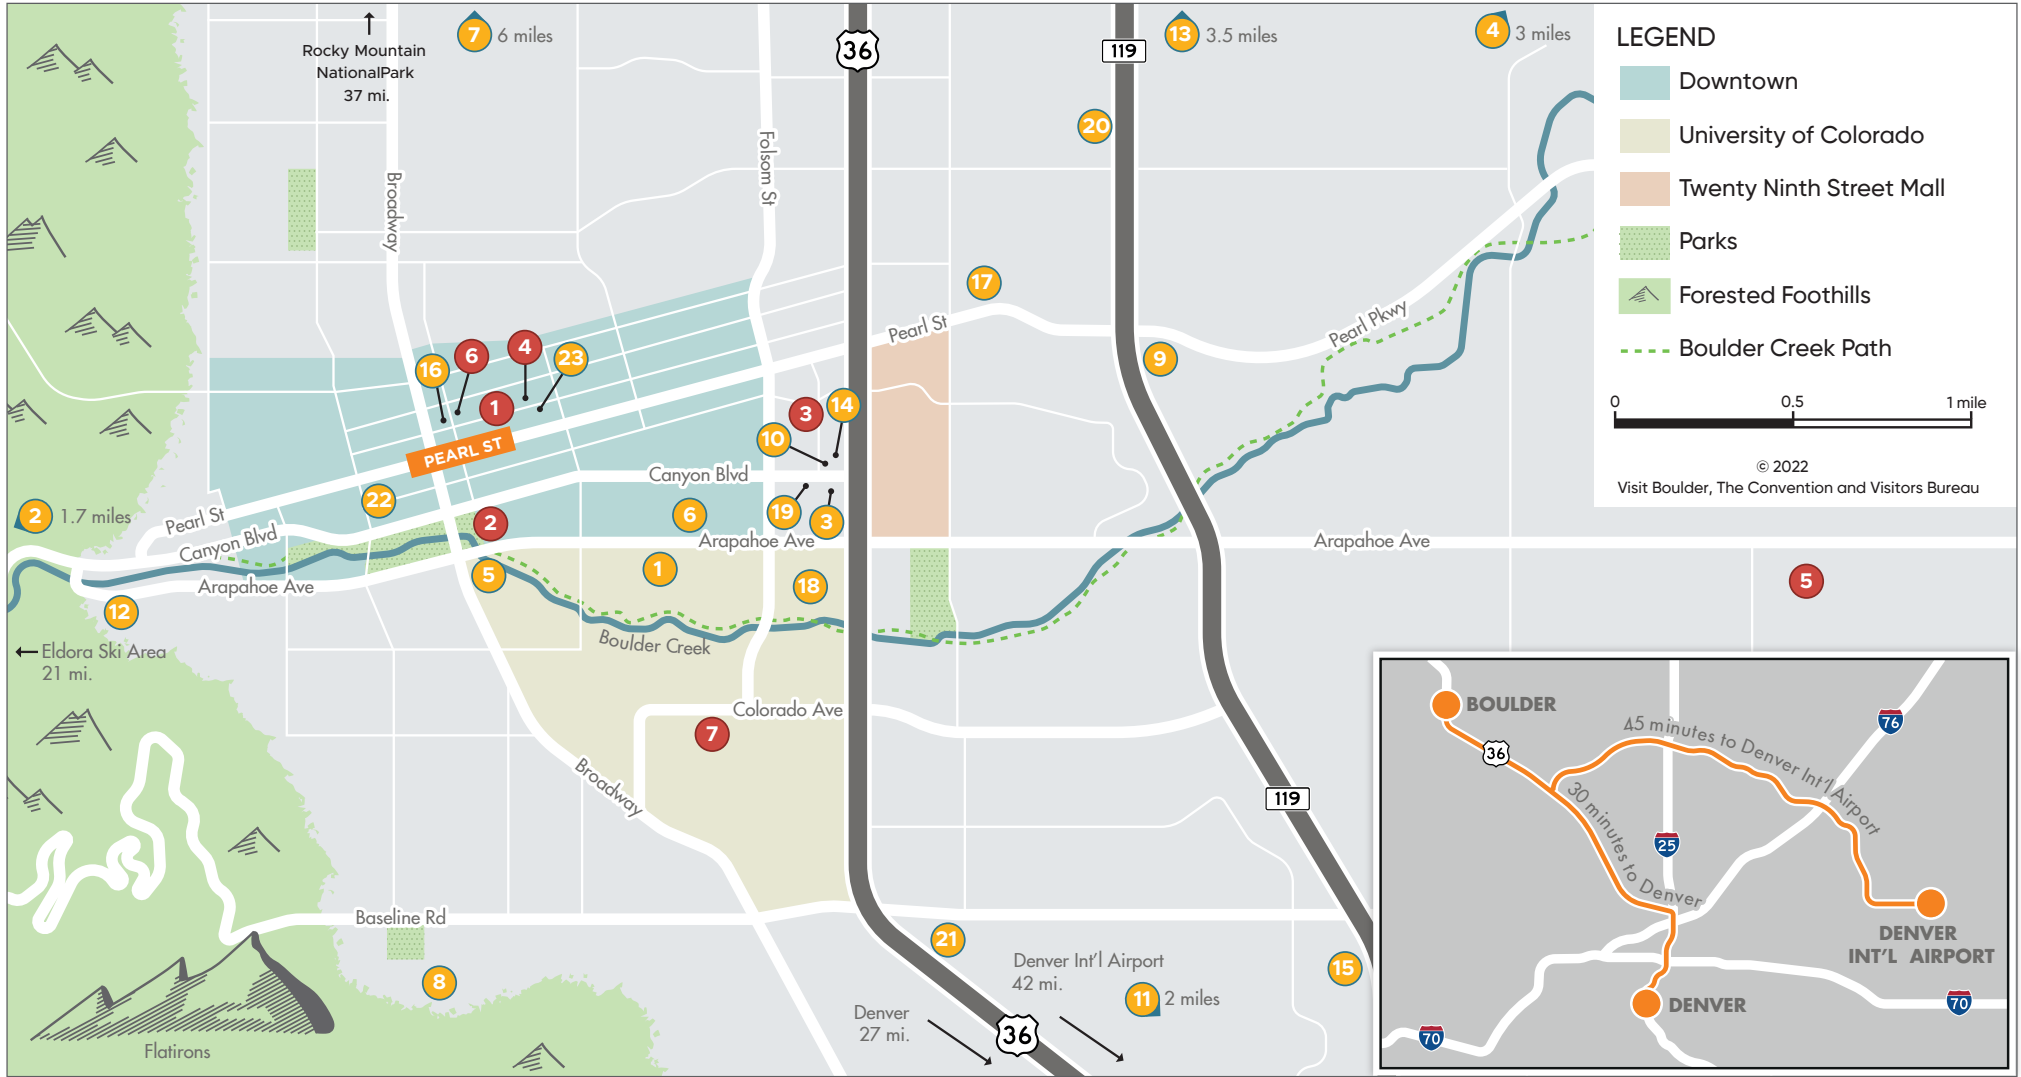 Rocky Mountain
NationalPark
37 mi.
7
6 miles
36
119
13
3.5 miles
4
3 miles
20
Broadway
Folsom St
17
Pearl St
Pearl Pkwy
9
16
6
4
23
1
PEARL ST
3
14
10
Canyon Blvd
22
2
6
19
3
2
1.7 miles
Pearl St
Canyon Blvd
Arapahoe Ave
Arapahoe Ave
Arapahoe Ave
5
1
18
5
12
Boulder Creek
Eldora Ski Area
21 mi.
Colorado Ave
7
Broadway
119
Baseline Rd
8
21
15
Denver Int'l Airport
42 mi.
11
2 miles
Denver
27 mi.
36
Flatirons
LEGEND
Downtown
University of Colorado
Twenty Ninth Street Mall
Parks
Forested Foothills
Boulder Creek Path
0 0.5 1 mile
© 2022
Visit Boulder, The Convention and Visitors Bureau
BOULDER
36
45 minutes to Denver Int'l Airport
76
30 minutes to Denver
25
DENVER
INT'L AIRPORT
DENVER
70
70